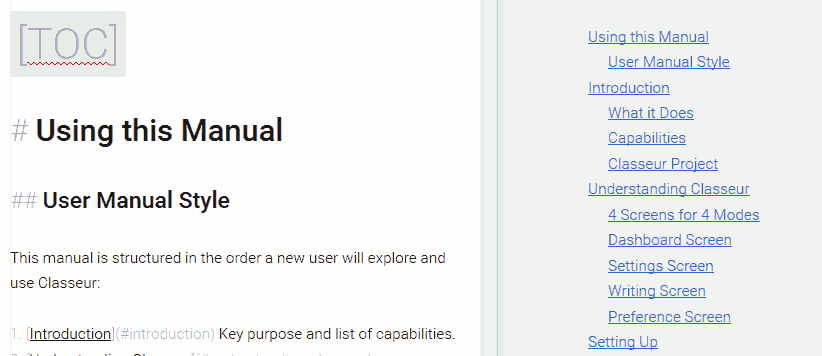 [TOC]
# Using this Manual
## User Manual Style
This manual is structured in the order a new user will explore and
use Classeur:
1. [Introduction](#introduction) Key purpose and list of capabilities.
Using this Manual
User Manual Style
Introduction
What it Does
Capabilities
Classeur Project
Understanding Classeur
4 Screens for 4 Modes
Dashboard Screen
Settings Screen
Writing Screen
Preference Screen
Setting Up